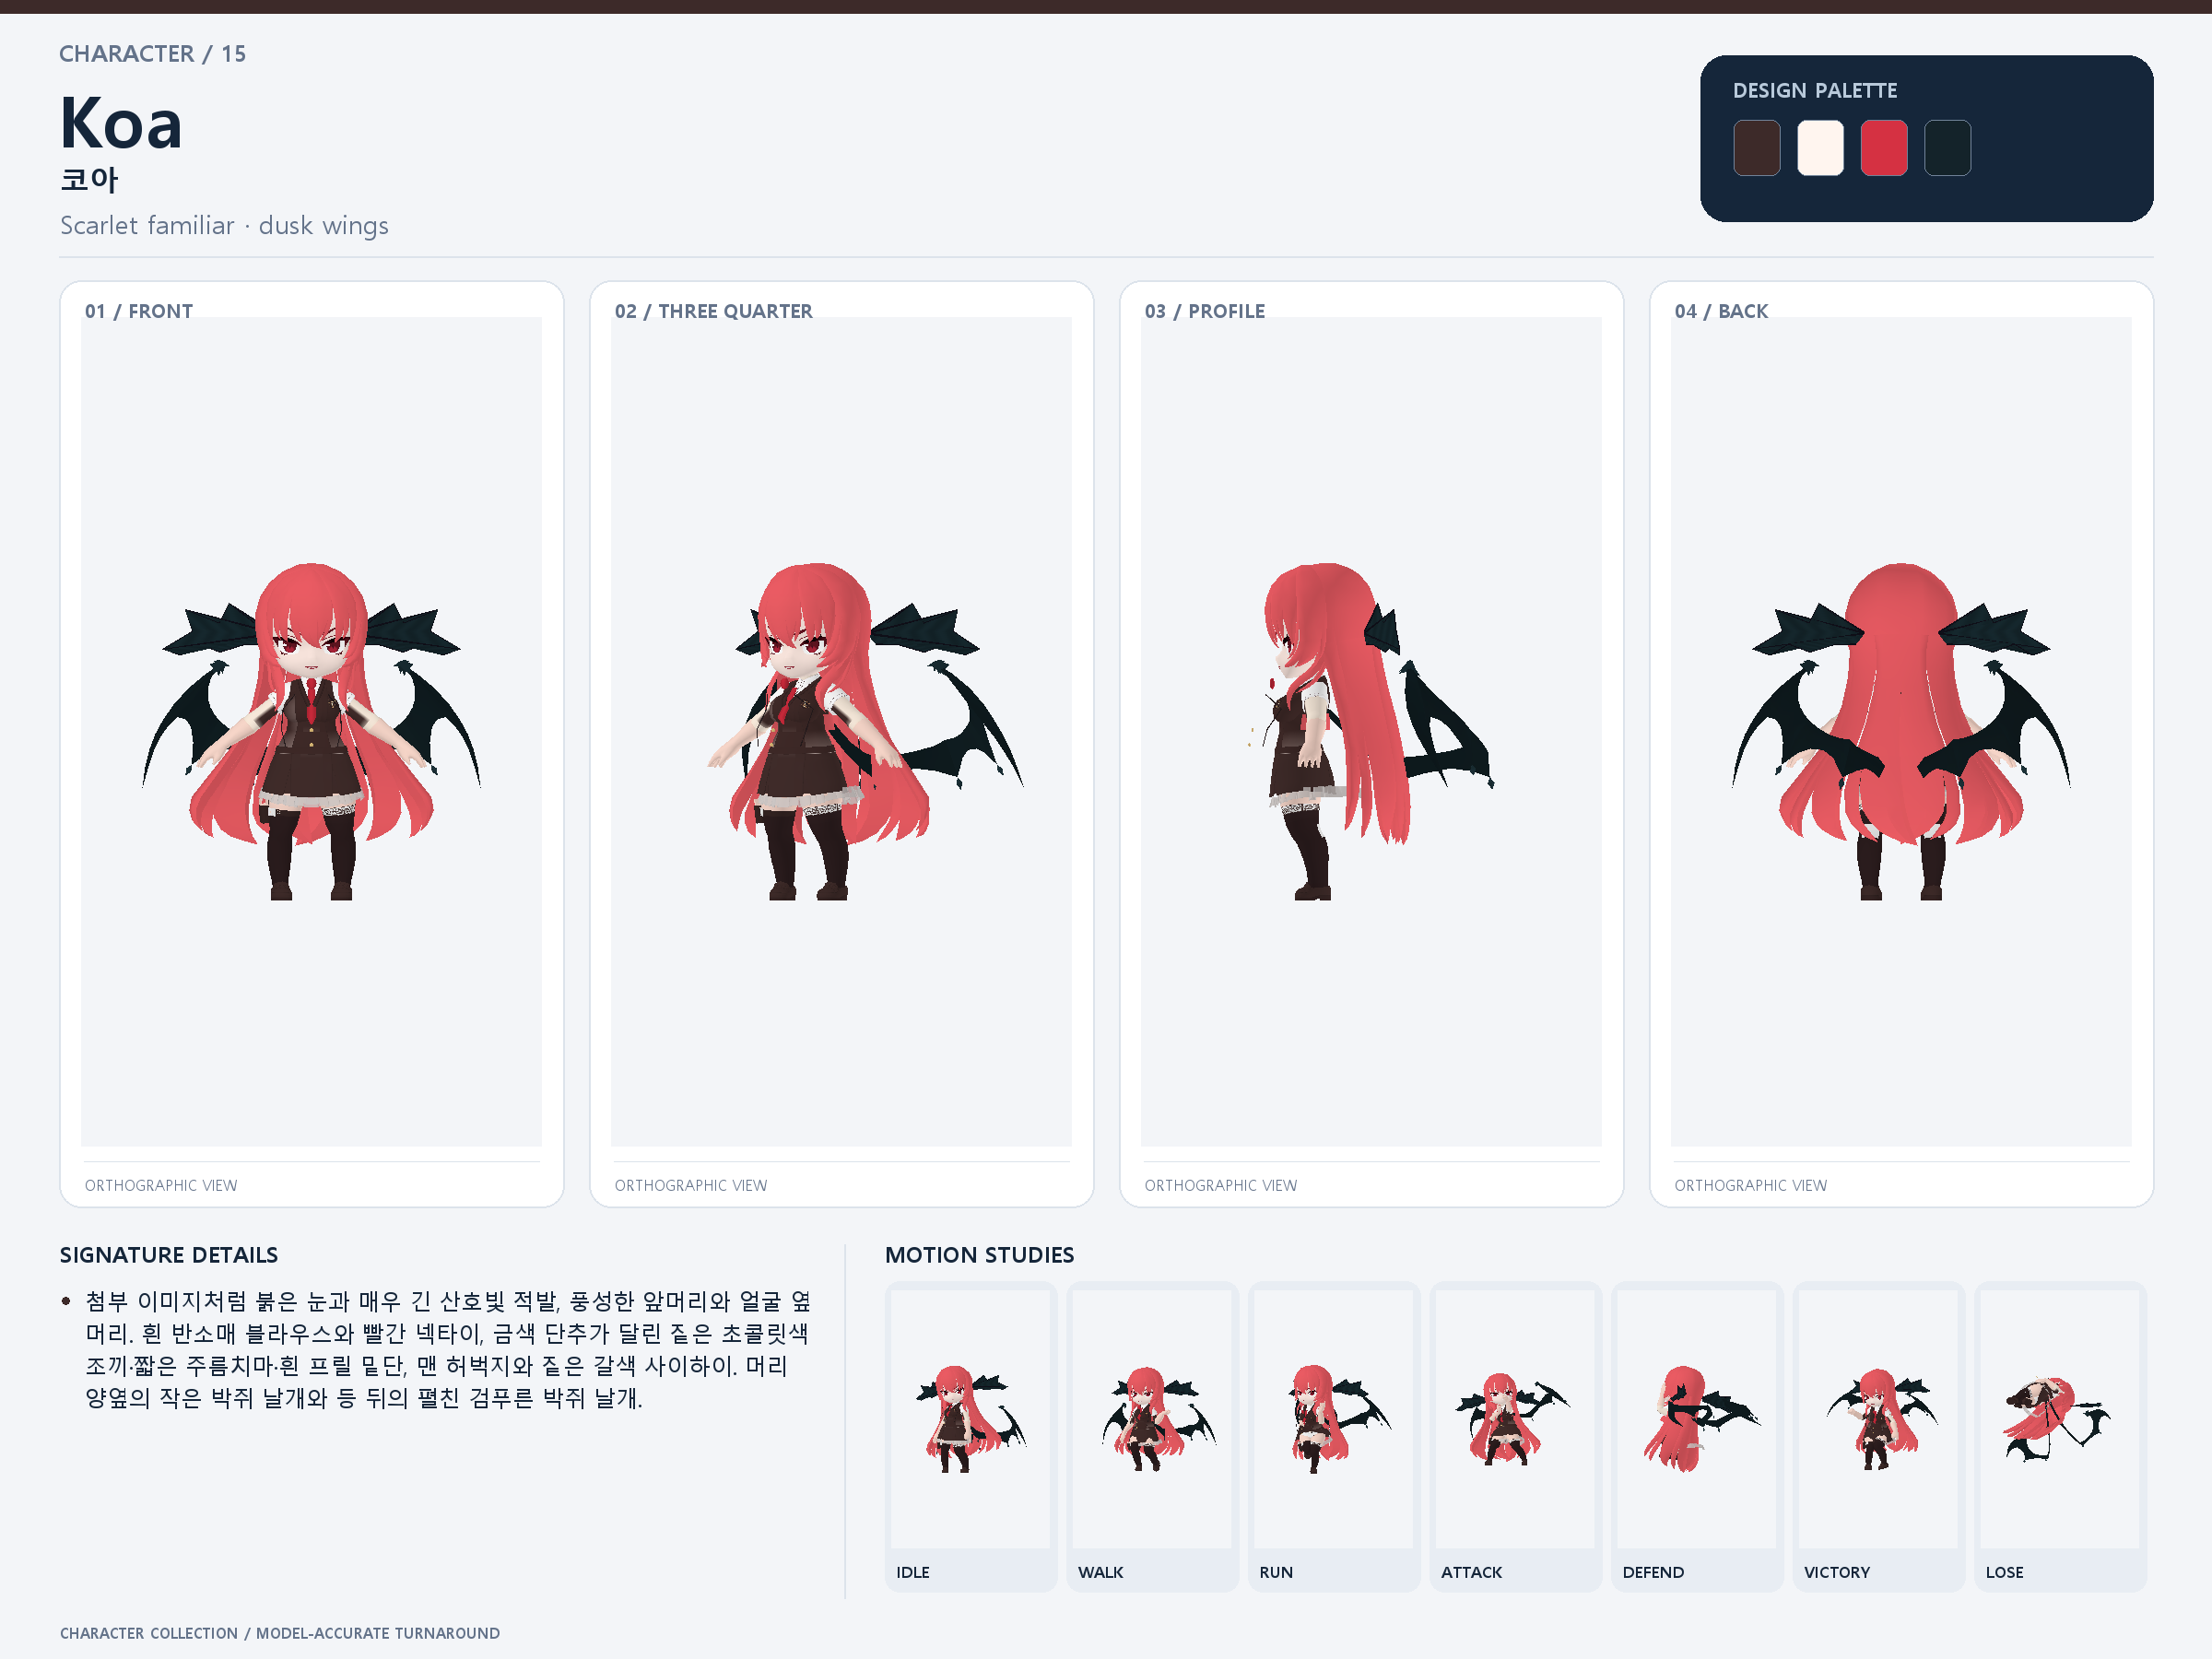 CHARACTER / 15
Koa
코아
Scarlet familiar · dusk wings
DESIGN PALETTE
01 / FRONT
02 / THREE QUARTER
03 / PROFILE
04 / BACK
ORTHOGRAPHIC VIEW
ORTHOGRAPHIC VIEW
ORTHOGRAPHIC VIEW
ORTHOGRAPHIC VIEW
SIGNATURE DETAILS
• 첨부 이미지처럼 붉은 눈과 매우 긴 산호빛 적발, 풍성한 앞머리와 얼굴 옆
머리. 흰 반소매 블라우스와 빨간 넥타이, 금색 단추가 달린 짙은 초콜릿색
조끼·짧은 주름치마·흰 프릴 밑단, 맨 허벅지와 짙은 갈색 사이하이. 머리
양옆의 작은 박쥐 날개와 등 뒤의 펼친 검푸른 박쥐 날개.
MOTION STUDIES
IDLE
WALK
RUN
ATTACK
DEFEND
VICTORY
LOSE
CHARACTER COLLECTION / MODEL-ACCURATE TURNAROUND